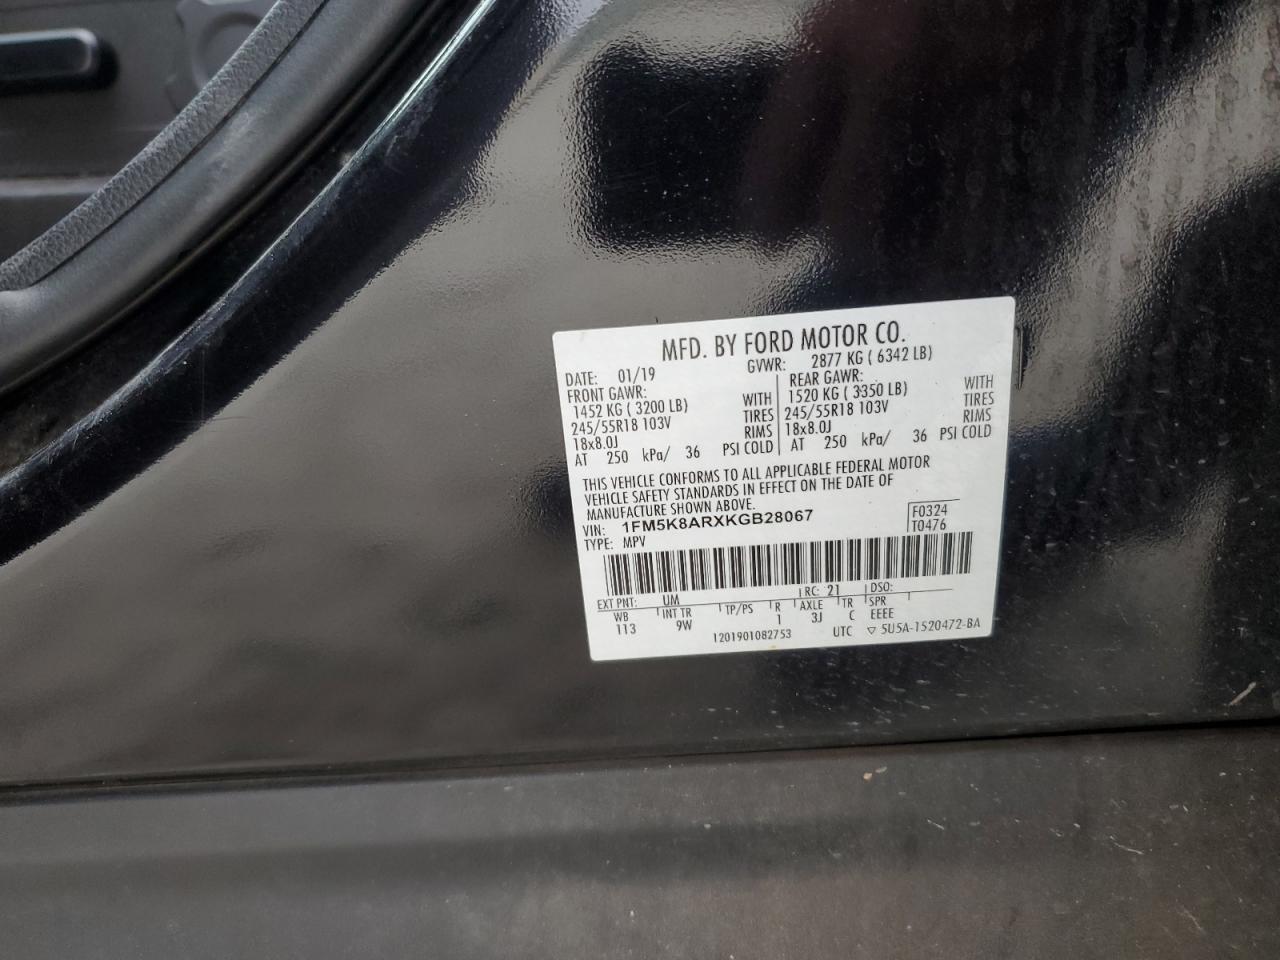 MFD. BY FORD MOTOR CO.
DATE: 01/19 GVWR: 2877 KG ( 6342 LB)
FRONT GAWR: REAR GAWR:
1452 KG ( 3200 LB) WITH 1520 KG ( 3350 LB) WITH
245/55R18 103V TIRES 245/55R18 103V TIRES
18x8.0J RIMS 18x8.0J RIMS
AT 250 kPa/ 36 PSI COLD AT 250 kPa/ 36 PSI COLD
THIS VEHICLE CONFORMS TO ALL APPLICABLE FEDERAL MOTOR
VEHICLE SAFETY STANDARDS IN EFFECT ON THE DATE OF
MANUFACTURE SHOWN ABOVE.
VIN: 1FM5K8ARXKGB28067 F0324
TYPE: MPV T0476
EXT PNT: UM RC: 21 DSO:
WB INT TR TP/PS R AXLE TR SPR
113 9W 1 3J C EEEE
1201901082753 UTC ▽ 5U5A-1520472-BA